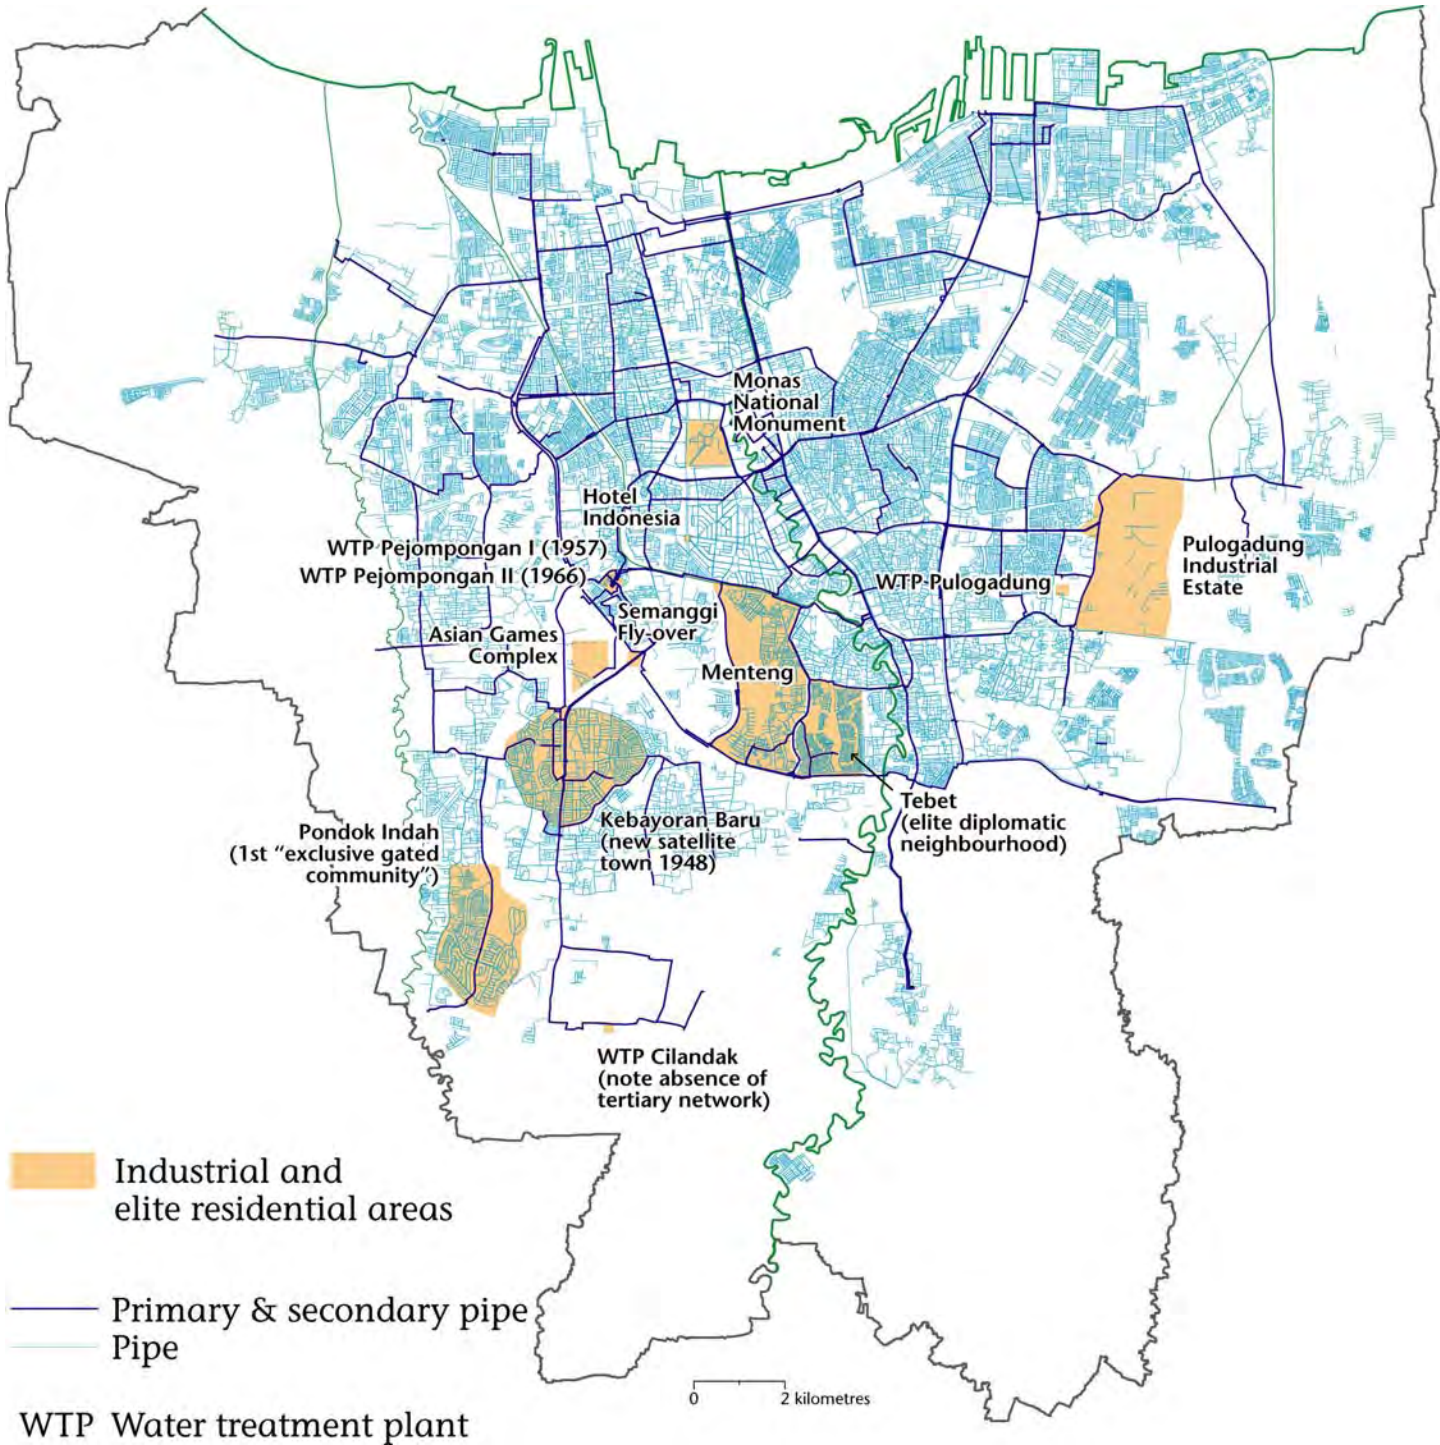 Monas
National
Monument
Hotel
Indonesia
WTP Pejompongan I (1957)
WTP Pejompongan II (1966)
Pulogadung
Industrial
Estate
WTP Pulogadung
Semanggi
Fly-over
Asian Games
Complex
Menteng
Tebet
(elite diplomatic
neighbourhood)
Kebayoran Baru
(new satellite
town 1948)
Pondok Indah
(1st “exclusive gated
community”)
WTP Cilandak
(note absence of
tertiary network)
Industrial and
elite residential areas
Primary & secondary pipe
Pipe
WTP Water treatment plant
0 2 kilometres